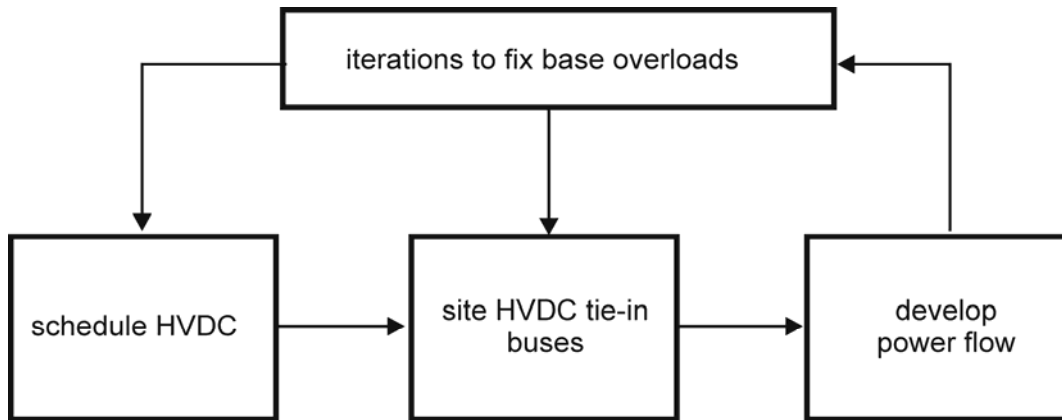 iterations to fix base overloads
schedule HVDC
site HVDC tie-in
buses
develop
power flow